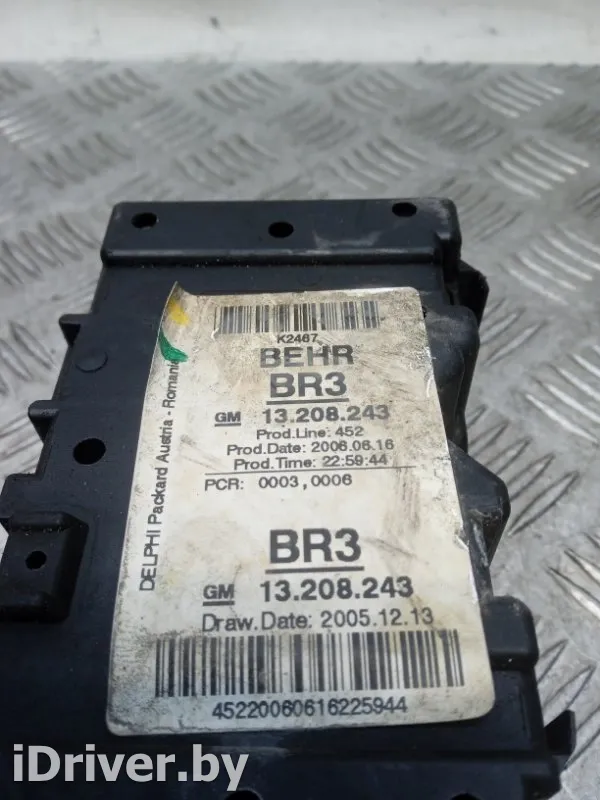 K2467
BEHR
BR3
GM 13.208.243
Prod.Line: 452
Prod.Date: 2006.06.16
Prod.Time: 22:59:44
PCR: 0003,0006
BR3
GM 13.208.243
Draw.Date: 2005.12.13
45220060616225944
DELPHI Packard Austria - Romania
iDriver.by